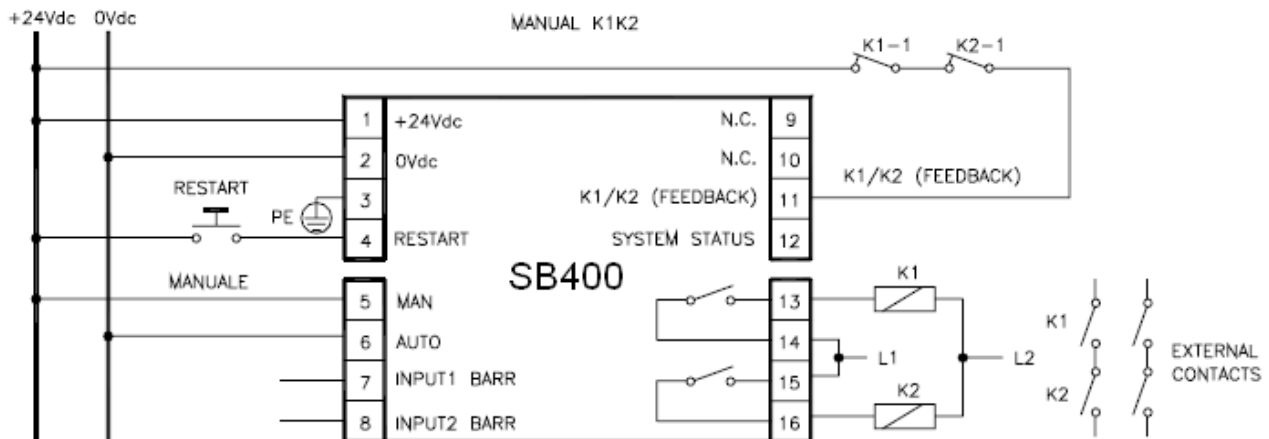 +24Vdc 0Vdc
MANUAL K1K2
K1-1 K2-1
1 +24Vdc N.C. 9
2 0Vdc N.C. 10
K1/K2 (FEEDBACK)
RESTART
3 K1/K2 (FEEDBACK) 11
PE
4 RESTART SYSTEM STATUS 12
SB400
MANUALE
K1
5 MAN 13
K1
6 AUTO 14
L1 L2
EXTERNAL
CONTACTS
7 INPUT1 BARR 15
K2 K2
8 INPUT2 BARR 16